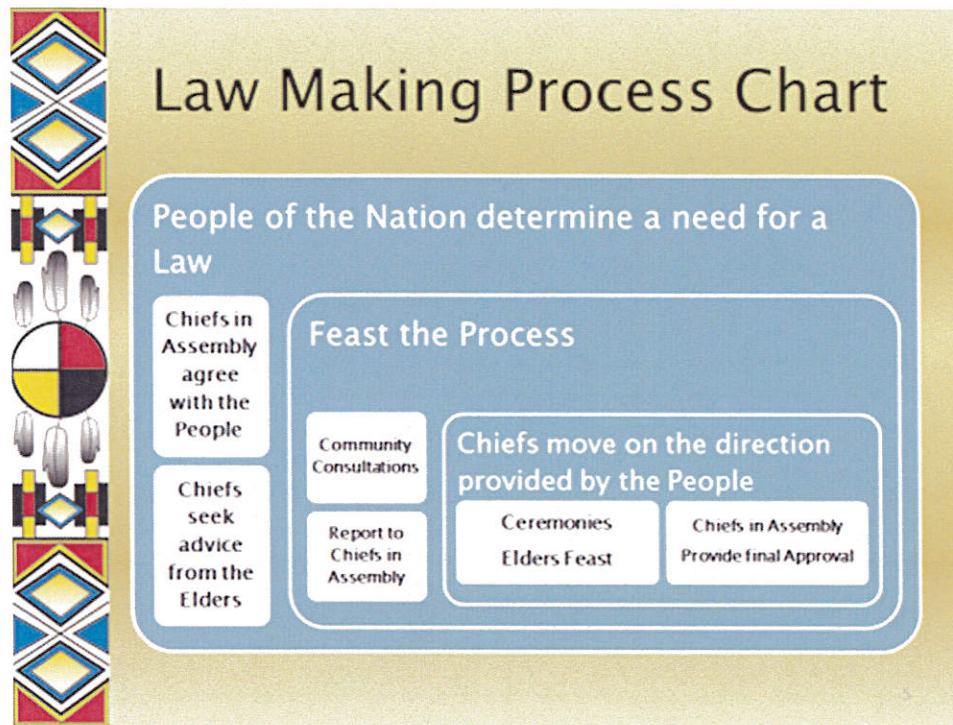 Law Making Process Chart
People of the Nation determine a need for a
Law
Chiefs in
Assembly
agree
with the
People
Chiefs
seek
advice
from the
Elders
Feast the Process
Community
Consultations
Report to
Chiefs in
Assembly
Chiefs move on the direction
provided by the People
Ceremonies
Elders Feast
Chiefs in Assembly
Provide final Approval
5